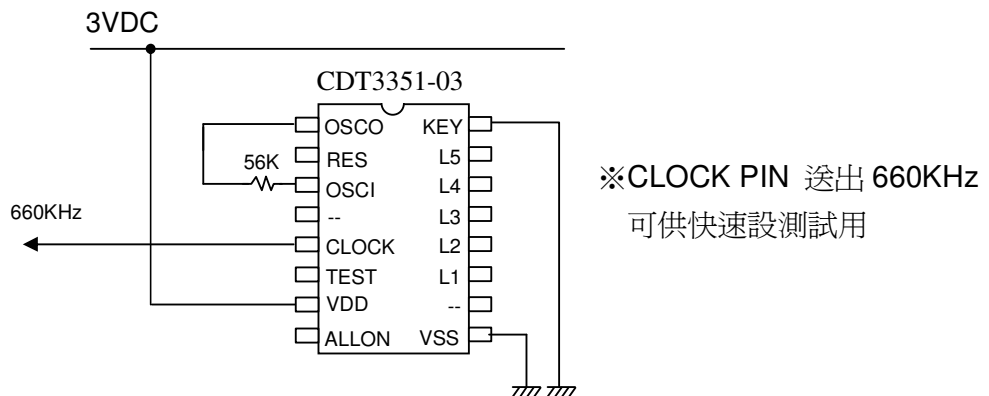 3VDC
CDT3351-03
OSCO KEY
RES L5
56K
OSCI L4
-- L3
660KHz
CLOCK L2
TEST L1
VDD --
ALLON VSS
※CLOCK PIN 送出 660KHz
可供快速設測試用